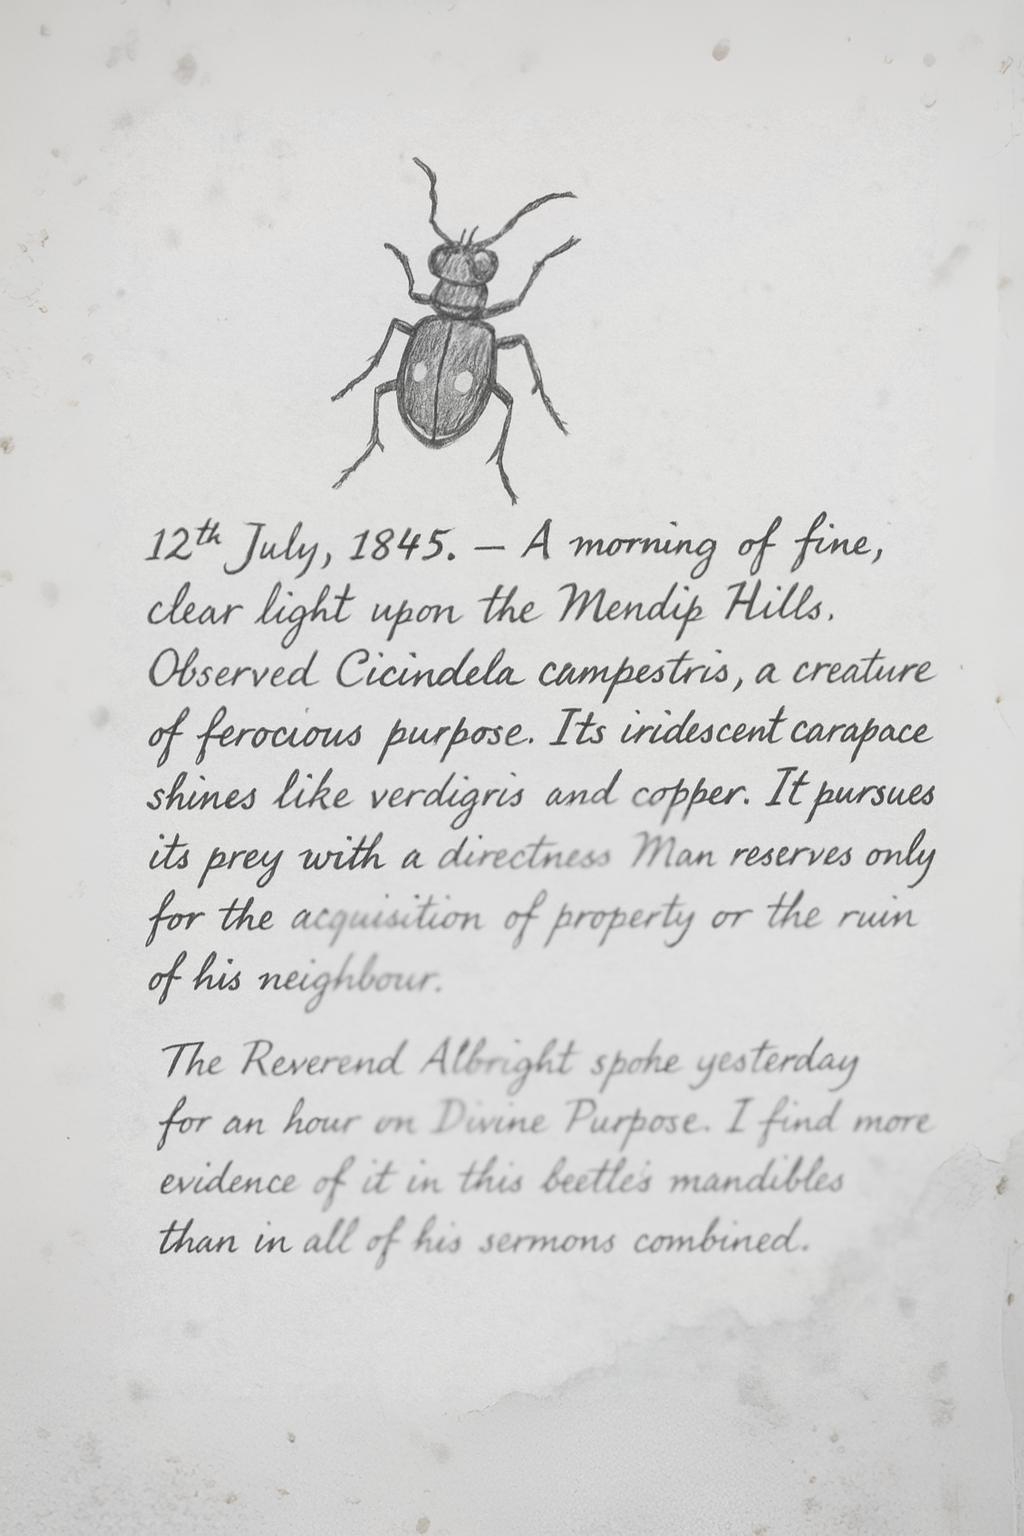 12th July, 1845. — A morning of fine,
clear light upon the Mendip Hills.
Observed Cicindela campestris, a creature
of ferocious purpose. Its iridescent carapace
shines like verdigris and copper. It pursues
its prey with a directness Man reserves only
for the acquisition of property or the ruin
of his neighbour.
The Reverend Albright spoke yesterday
for an hour on Divine Purpose. I find more
evidence of it in this beetle's mandibles
than in all of his sermons combined.